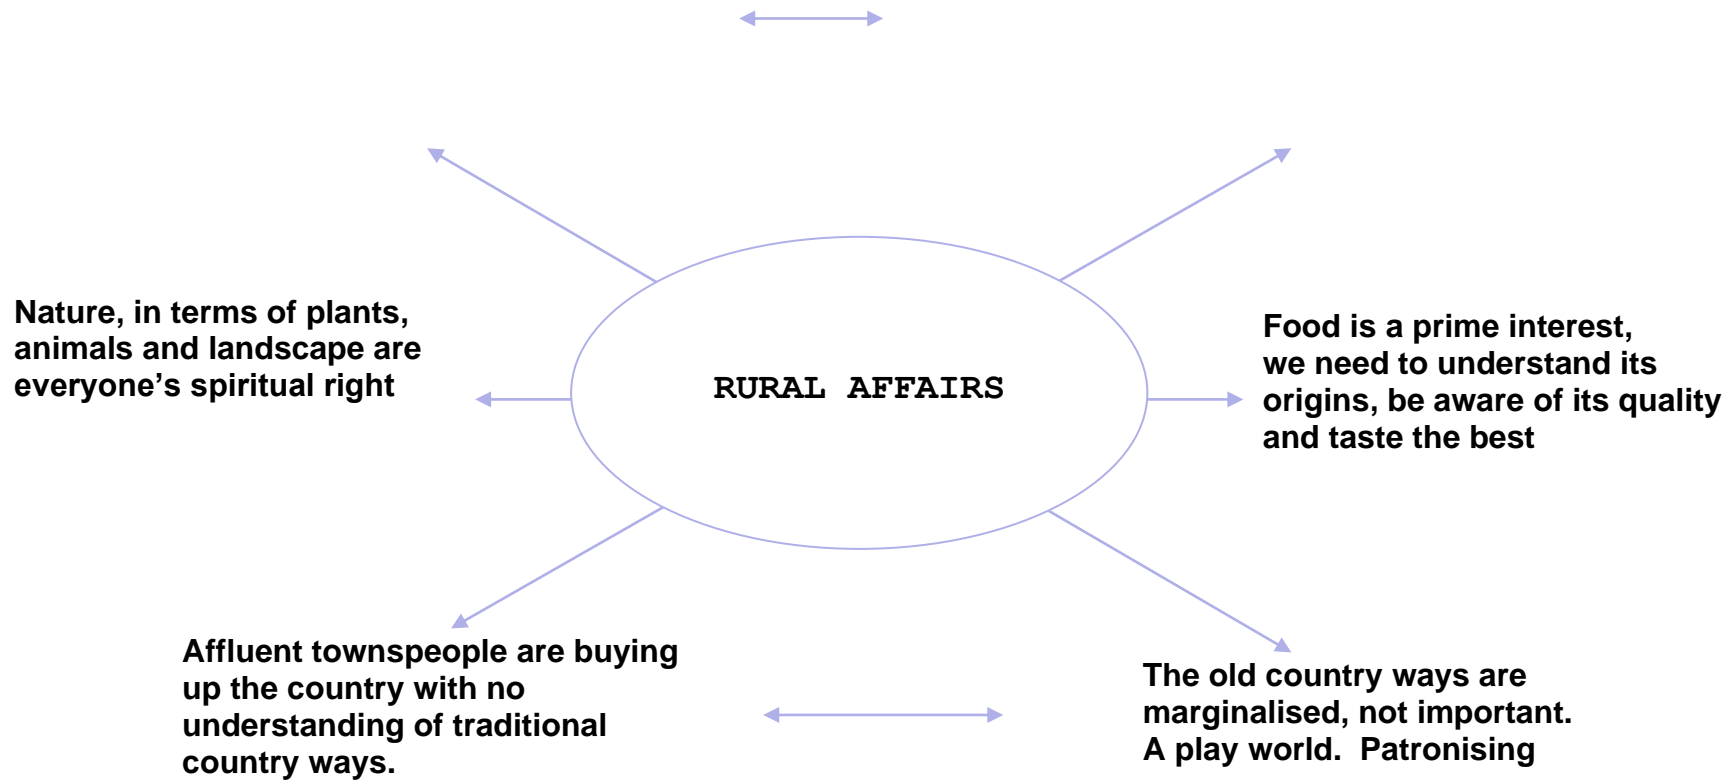 Nature, in terms of plants,
animals and landscape are
everyone’s spiritual right
RURAL AFFAIRS
Food is a prime interest,
we need to understand its
origins, be aware of its quality
and taste the best
Affluent townspeople are buying
up the country with no
understanding of traditional
country ways.
The old country ways are
marginalised, not important.
A play world.  Patronising